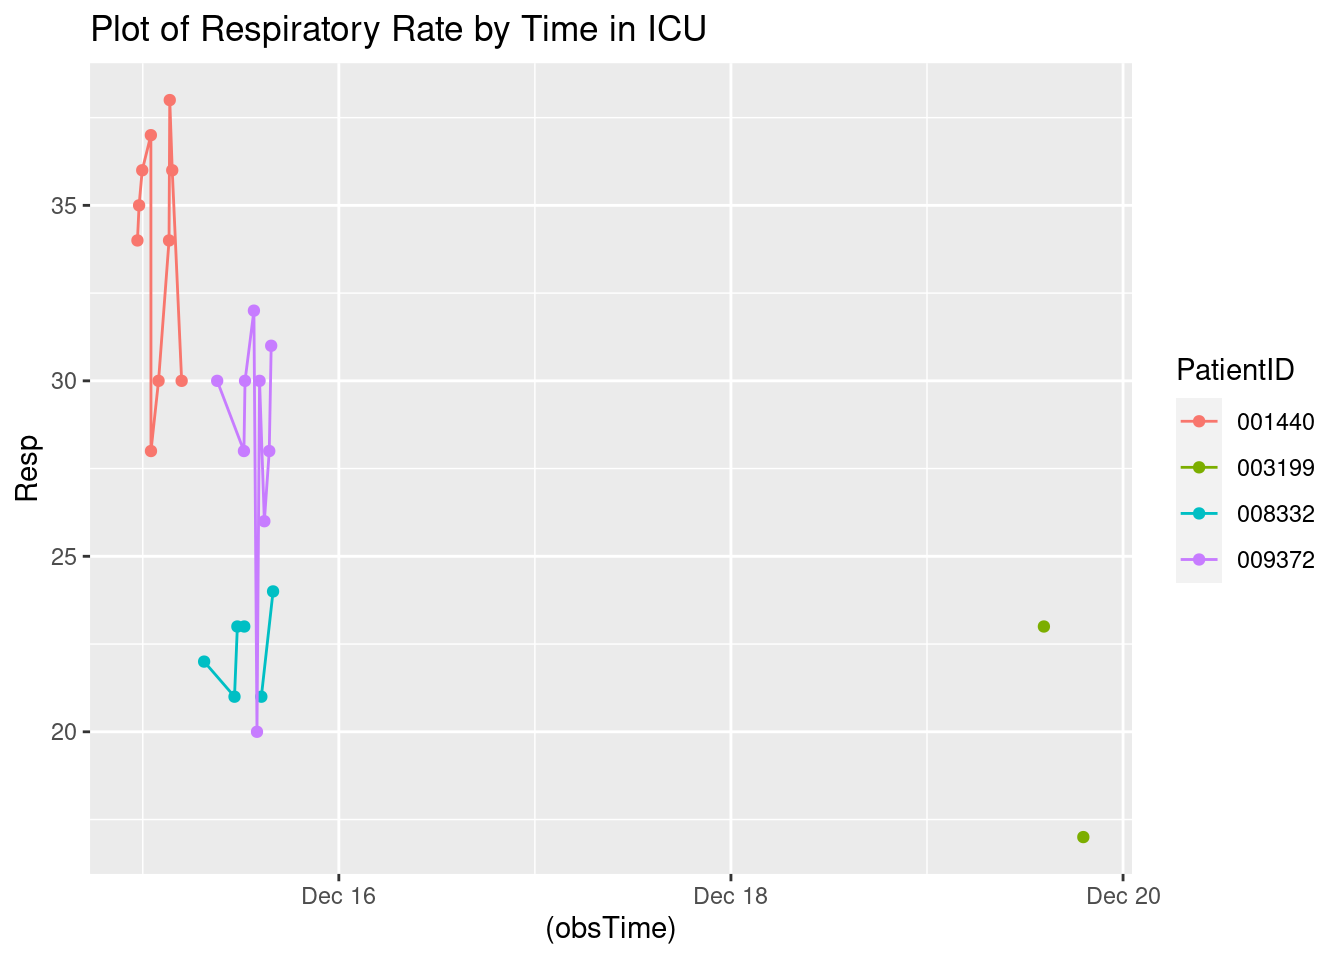 Plot of Respiratory Rate by Time in ICU
35
30
25
20
Resp
Dec 16
Dec 18
Dec 20
(obsTime)
PatientID
001440
003199
008332
009372